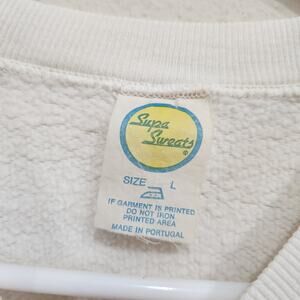 Supa
Sweats
®
SIZE L
IF GARMENT IS PRINTED
DO NOT IRON
PRINTED AREA
MADE IN PORTUGAL